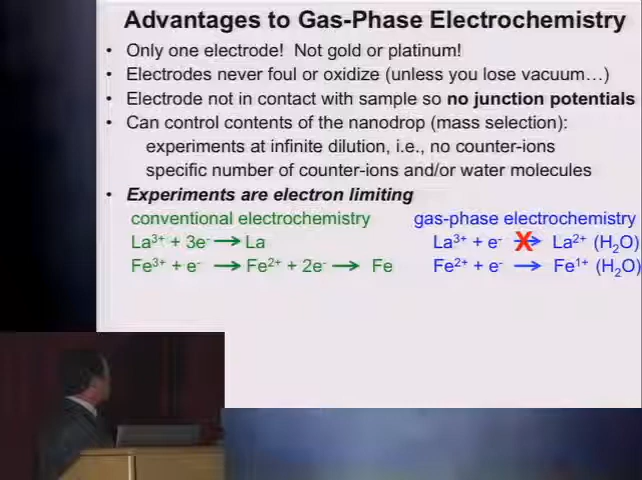 Advantages to Gas-Phase Electrochemistry
• Only one electrode! Not gold or platinum!
• Electrodes never foul or oxidize (unless you lose vacuum…)
• Electrode not in contact with sample so no junction potentials
• Can control contents of the nanodrop (mass selection):
experiments at infinite dilution, i.e., no counter-ions
specific number of counter-ions and/or water molecules
• Experiments are electron limiting
conventional electrochemistry gas-phase electrochemistry
La³⁺ + 3e⁻ → La La³⁺ + e⁻ → La²⁺ (H₂O)
Fe³⁺ + e⁻ → Fe²⁺ + 2e⁻ → Fe Fe²⁺ + e⁻ → Fe¹⁺ (H₂O)